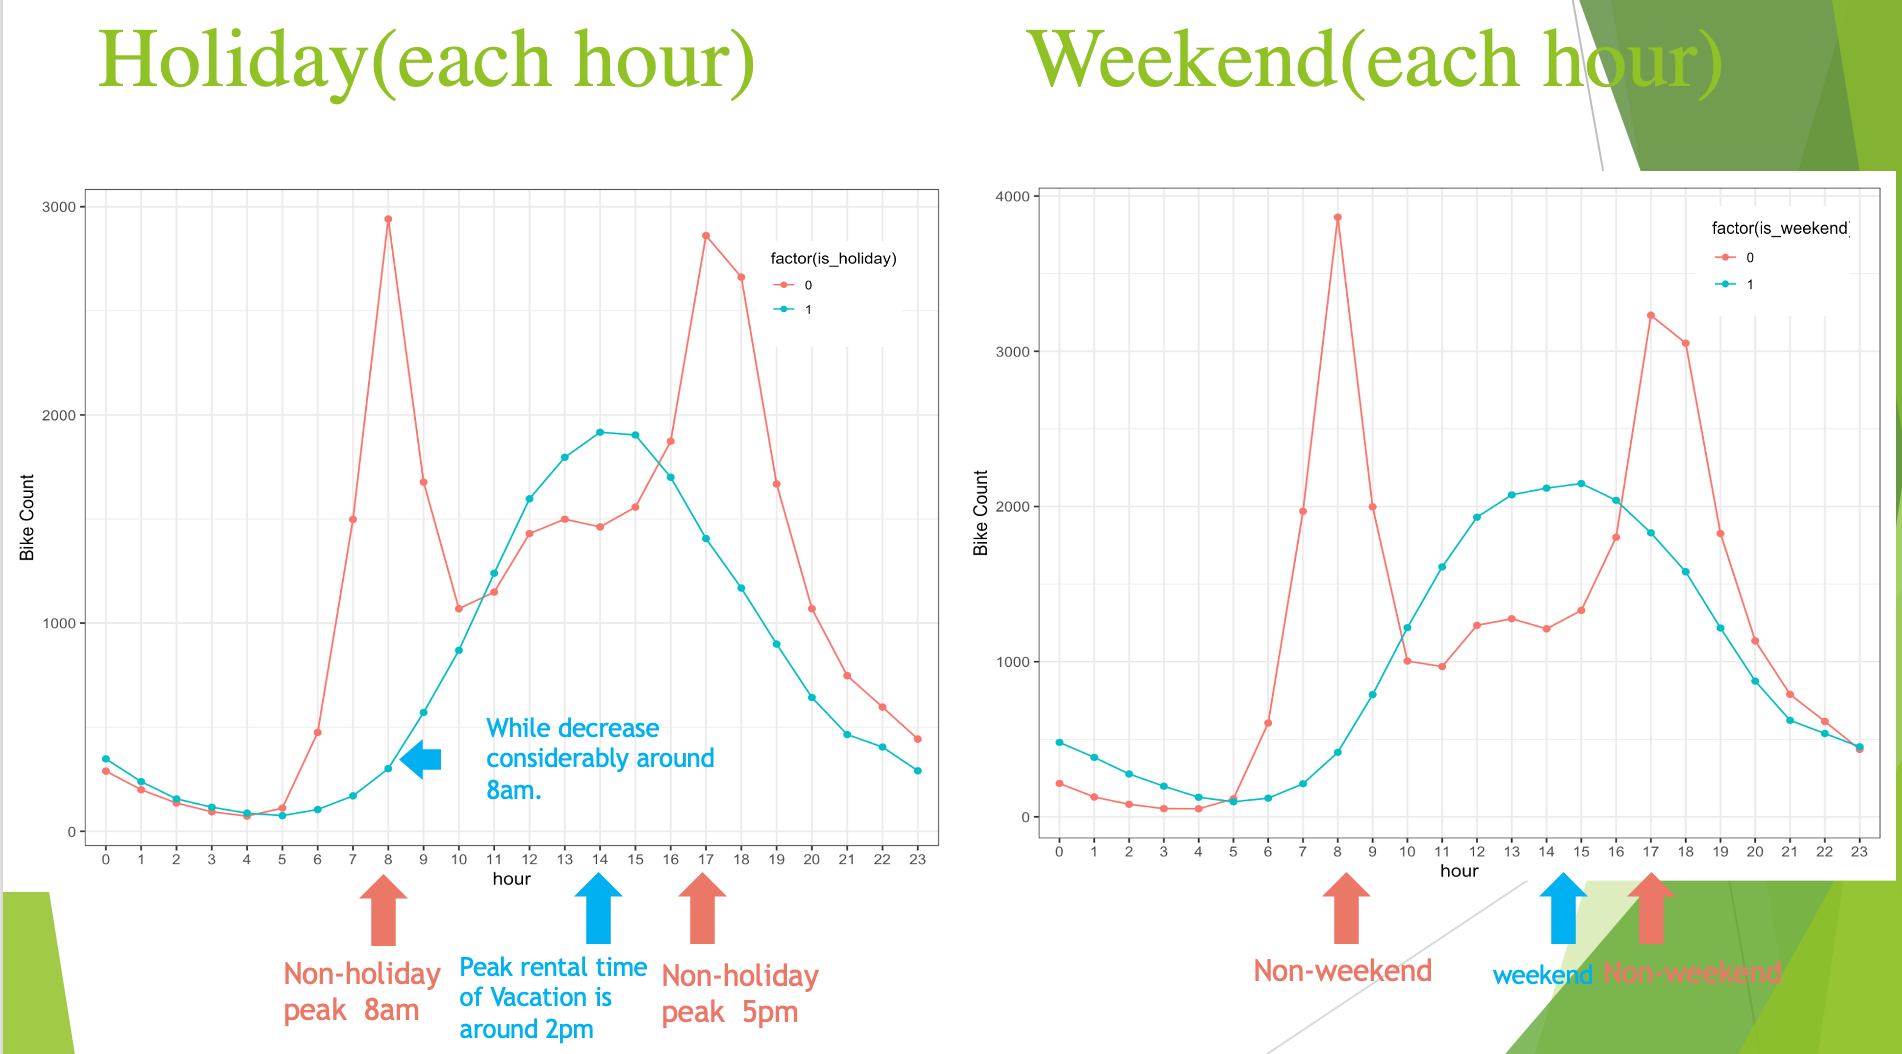 Holiday(each hour)
Weekend(each hour)
3000
2000
1000
0
Bike Count
factor(is_holiday)
0
1
While decrease
considerably around
8am.
0 1 2 3 4 5 6 7 8 9 10 11 12 13 14 15 16 17 18 19 20 21 22 23
hour
Non-holiday
peak 8am
Peak rental time
of Vacation is
around 2pm
Non-holiday
peak 5pm
4000
3000
2000
1000
0
Bike Count
factor(is_weekend)
0
1
0 1 2 3 4 5 6 7 8 9 10 11 12 13 14 15 16 17 18 19 20 21 22 23
hour
Non-weekend
weekend
Non-weekend